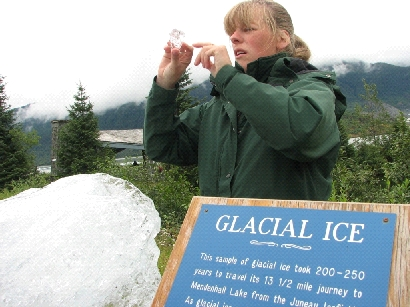 GLACIAL ICE
This sample of glacial ice took 200-250
years to travel its 13 1/2 mile journey to
Mendenhall Lake from the Juneau Icefield.
As glacial ice